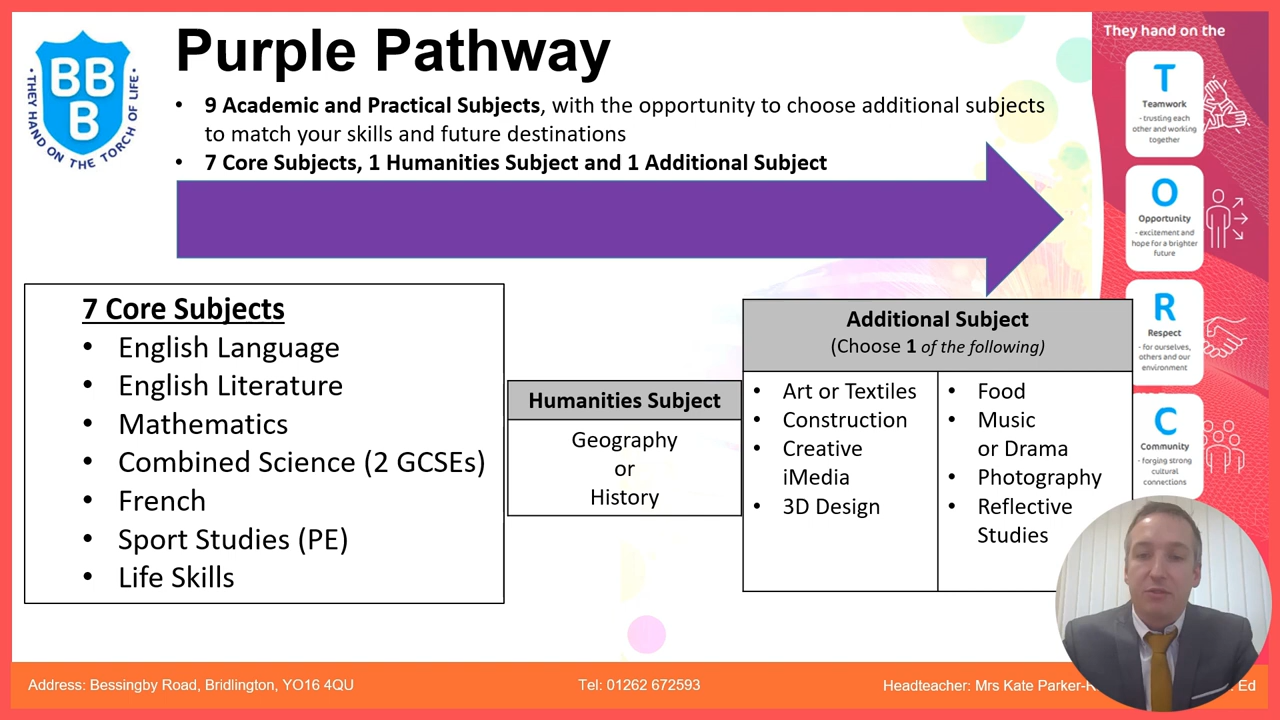 BB
B
THEY HAND ON THE TORCH OF LIFE
Purple Pathway
• 9 Academic and Practical Subjects, with the opportunity to choose additional subjects
to match your skills and future destinations
• 7 Core Subjects, 1 Humanities Subject and 1 Additional Subject
7 Core Subjects
• English Language
• English Literature
• Mathematics
• Combined Science (2 GCSEs)
• French
• Sport Studies (PE)
• Life Skills
Humanities Subject
Geography
or
History
Additional Subject
(Choose 1 of the following)
• Art or Textiles
• Construction
• Creative
iMedia
• 3D Design
• Food
• Music
or Drama
• Photography
• Reflective
Studies
They hand on the
T
Teamwork
- trusting each
other and working
together
O
Opportunity
- excitement and
hope for a brighter
future
R
Respect
- for ourselves,
others and our
environment
C
Community
- forging strong
cultural
connections
Address: Bessingby Road, Bridlington, YO16 4QU
Tel: 01262 672593
Headteacher: Mrs Kate Parker-R
Ed